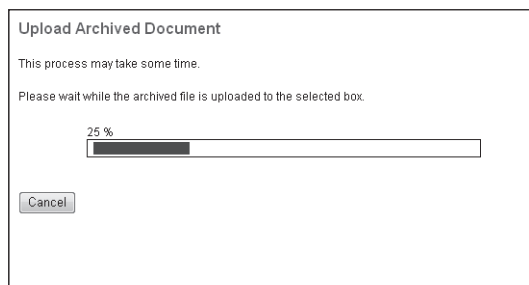 Upload Archived Document
This process may take some time.
Please wait while the archived file is uploaded to the selected box.
25 %
Cancel